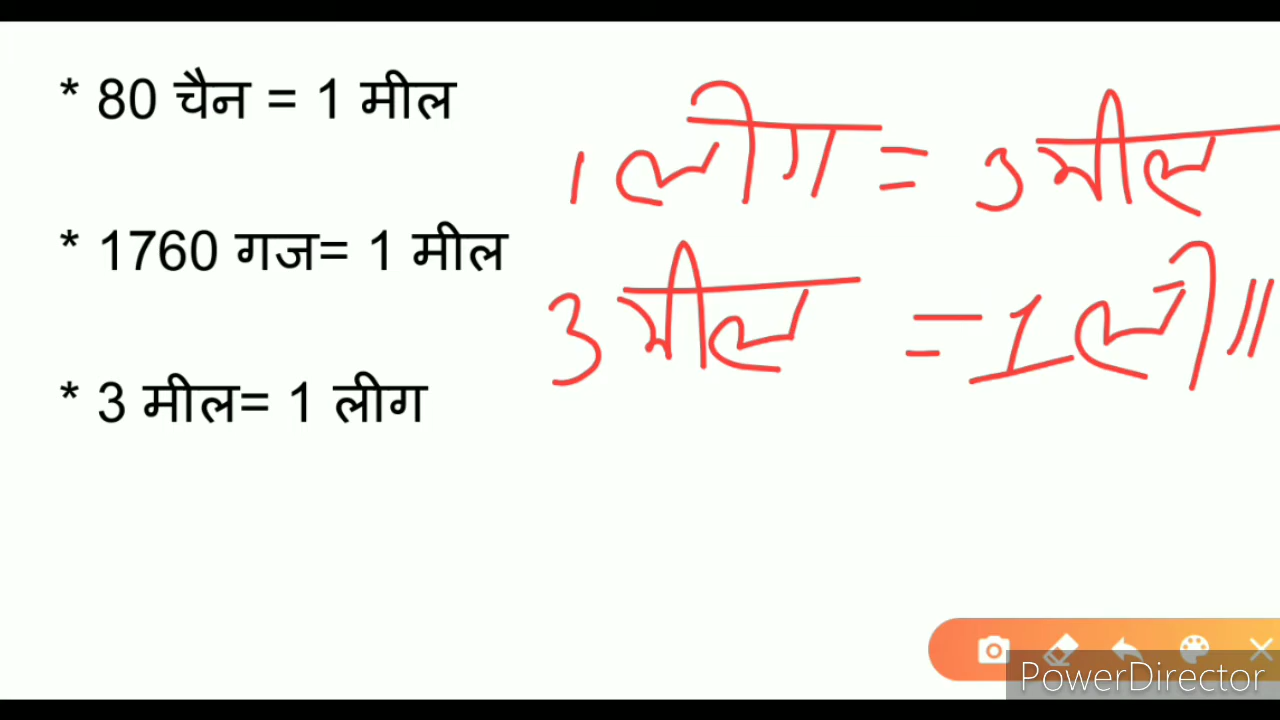 * 80 चैन = 1 मील
* 1760 गज= 1 मील
* 3 मील= 1 लीग
1 लीग = 3 मील
3 मील = 1 ली
PowerDirector